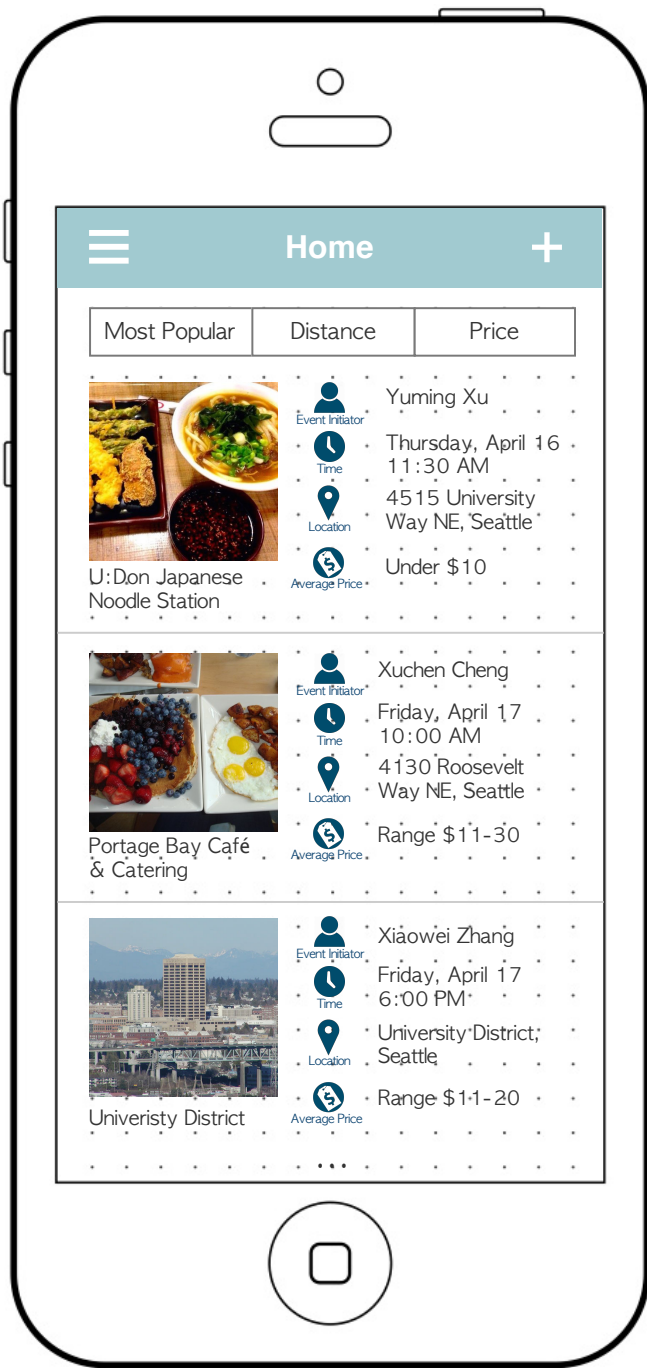 Home
Most Popular
Distance
Price
Event Initiator
Yuming Xu
Time
Thursday, April 16
11:30 AM
Location
4515 University
Way NE, Seattle
Average Price
Under $10
U:Don Japanese
Noodle Station
Event Initiator
Xuchen Cheng
Time
Friday, April 17
10:00 AM
Location
4130 Roosevelt
Way NE, Seattle
Average Price
Range $11-30
Portage Bay Café
& Catering
Event Initiator
Xiaowei Zhang
Time
Friday, April 17
6:00 PM
Location
University District,
Seattle
Average Price
Range $11-20
Univeristy District
...